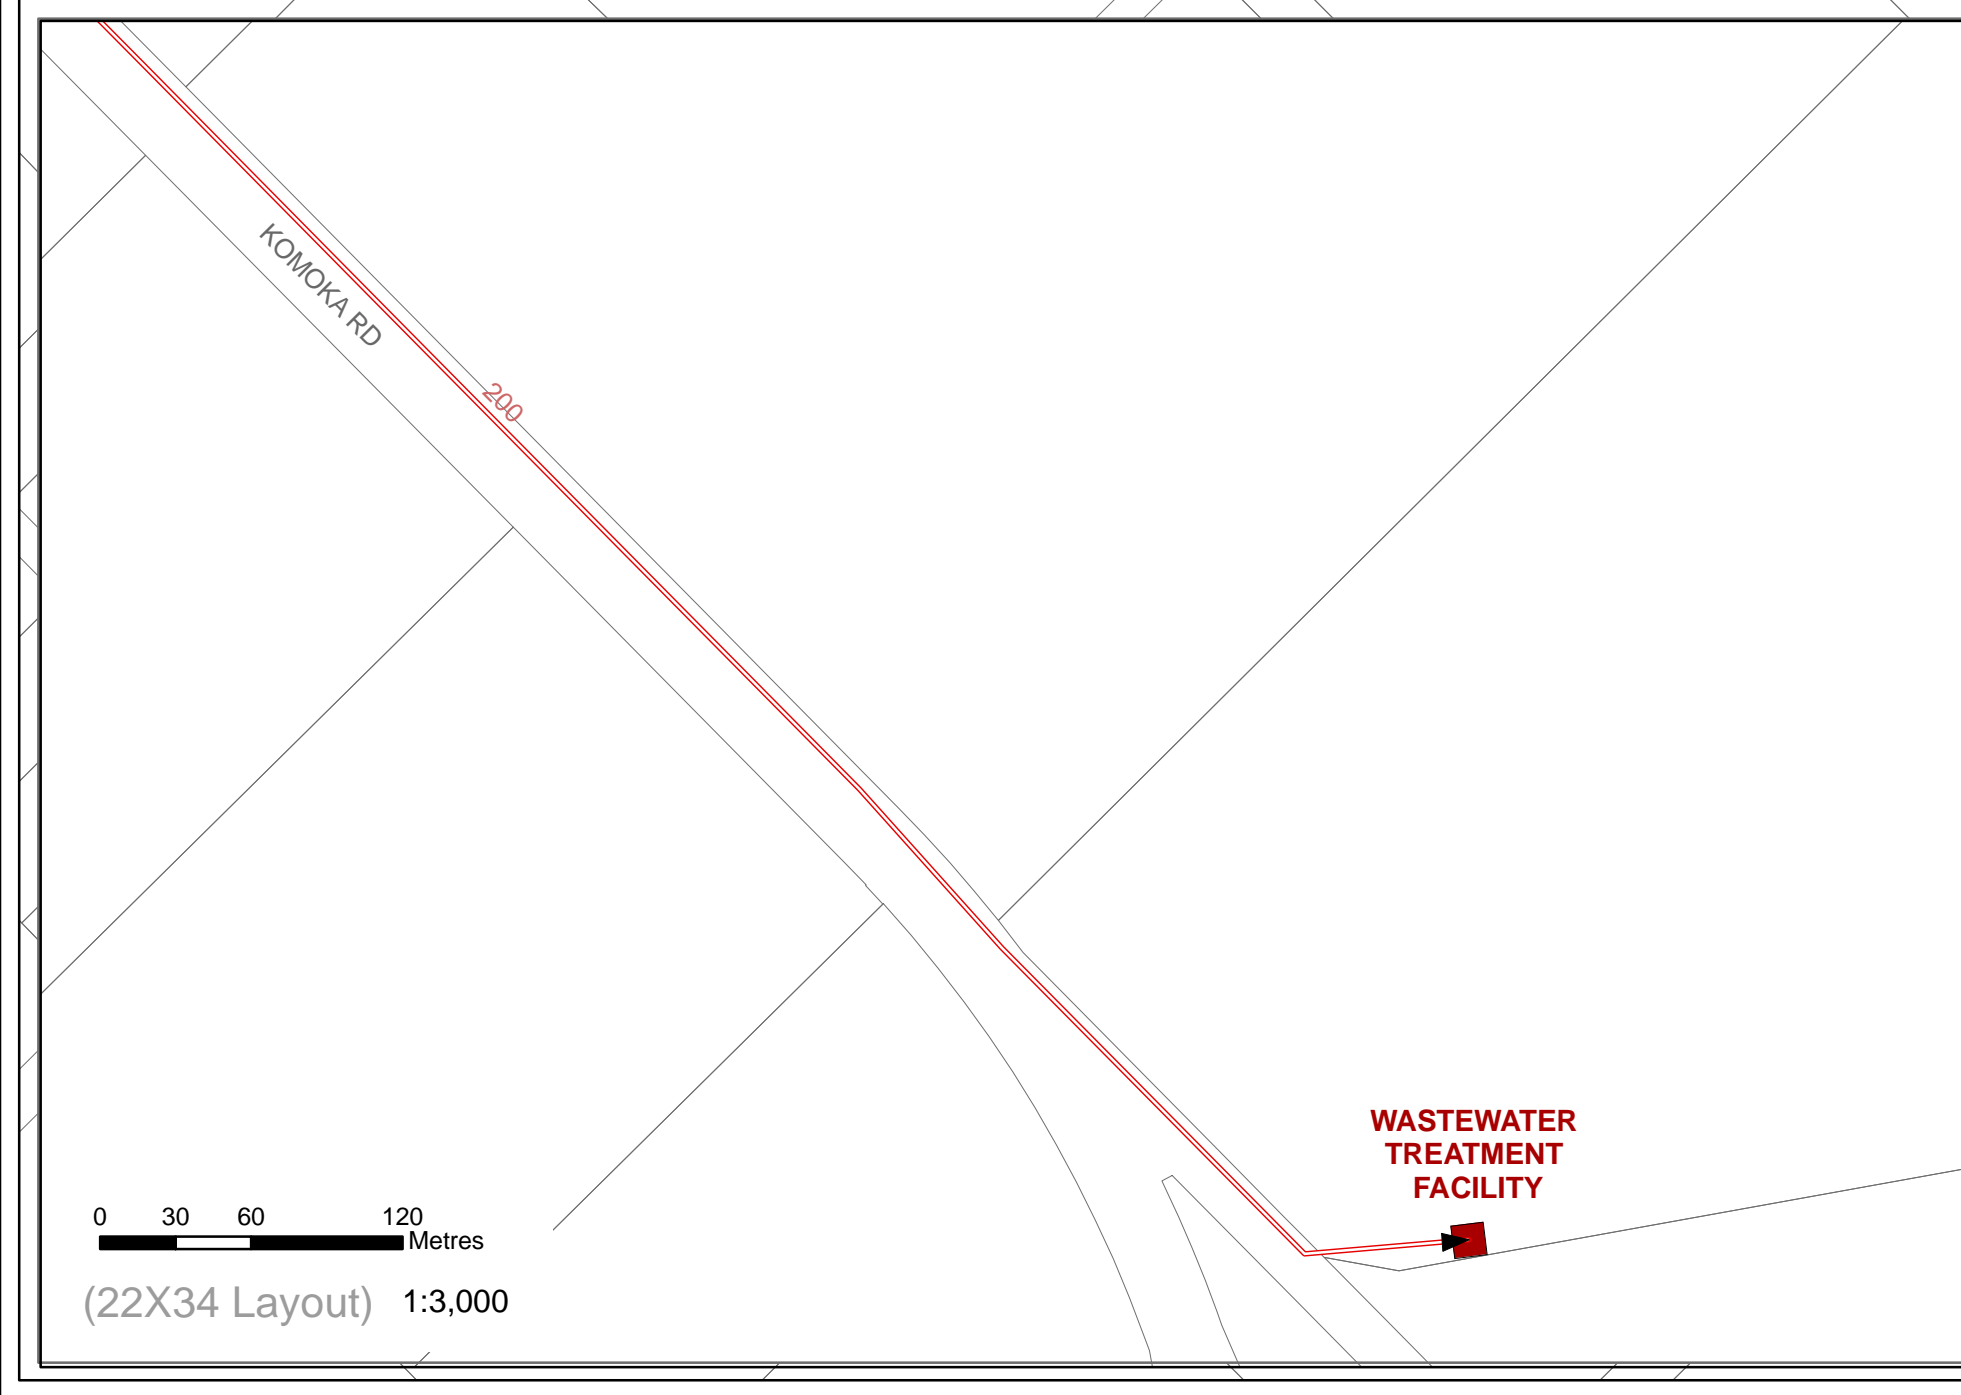 KOMOKA RD
200
WASTEWATER
TREATMENT
FACILITY
0 30 60 120
Metres
(22X34 Layout) 1:3,000